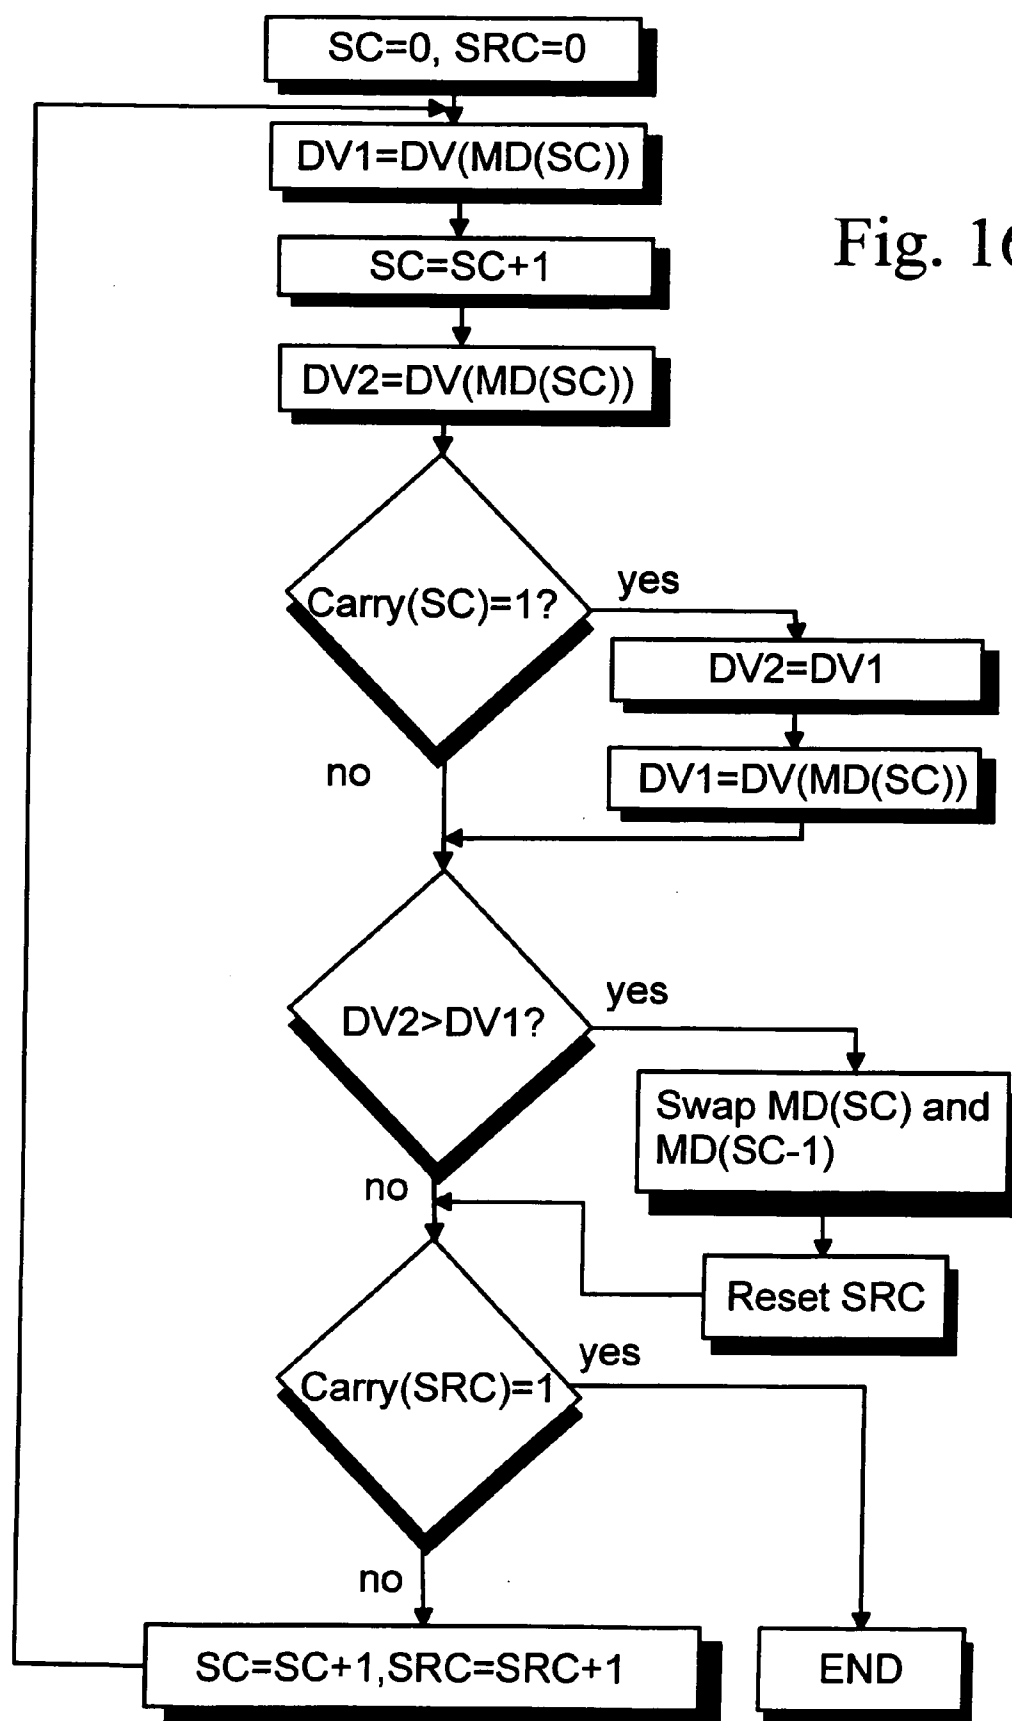 SC=0, SRC=0
DV1=DV(MD(SC))
Fig. 16
SC=SC+1
DV2=DV(MD(SC))
Carry(SC)=1?
yes
DV2=DV1
DV1=DV(MD(SC))
no
DV2>DV1?
yes
Swap MD(SC) and
MD(SC-1)
no
Reset SRC
Carry(SRC)=1
yes
no
SC=SC+1,SRC=SRC+1
END